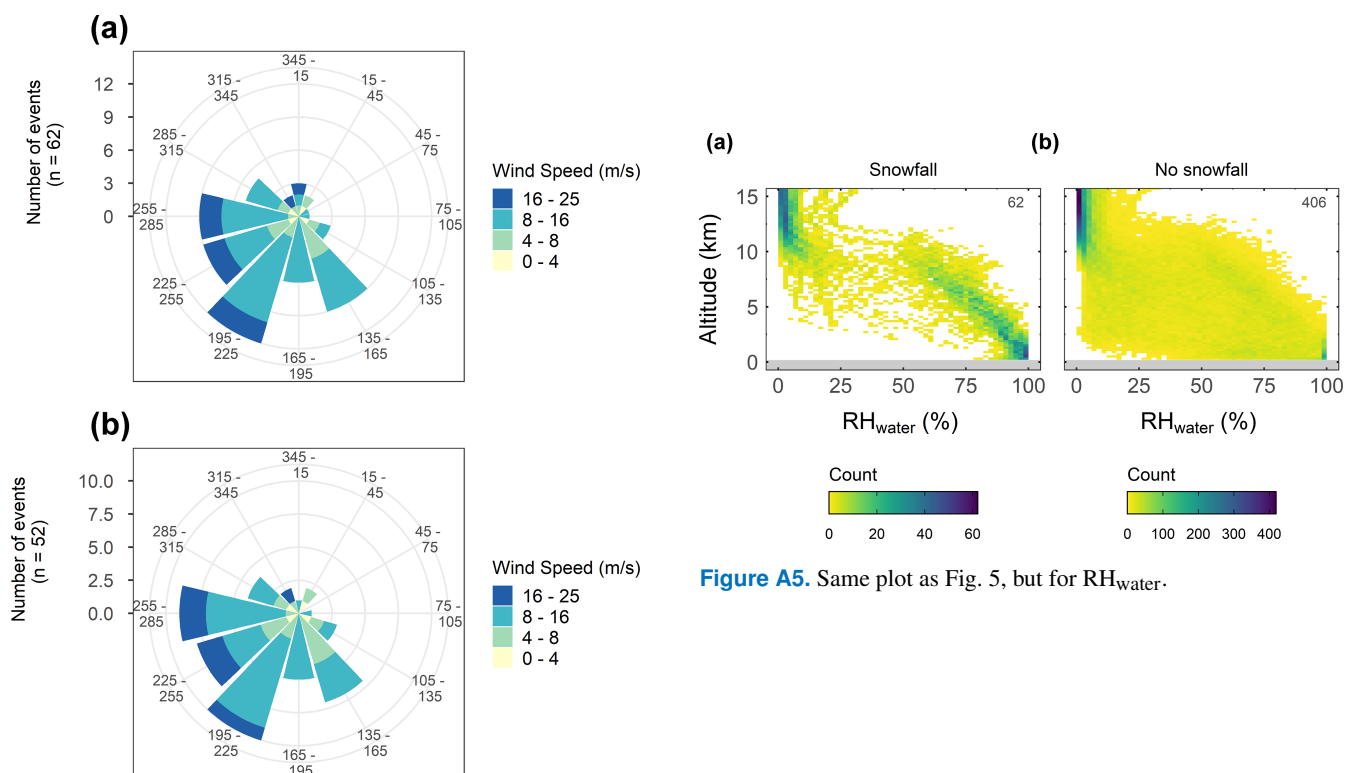 (a)
Number of events
(n = 62)
12
9
6
3
0
345 -
15
15 -
45
45 -
75
75 -
105
105 -
135
135 -
165
165 -
195
195 -
225
225 -
255
255 -
285
285 -
315
315 -
345
Wind Speed (m/s)
16 - 25
8 - 16
4 - 8
0 - 4
(b)
Number of events
(n = 52)
10.0
7.5
5.0
2.5
0.0
345 -
15
15 -
45
45 -
75
75 -
105
105 -
135
135 -
165
165 -
195
195 -
225
225 -
255
255 -
285
285 -
315
315 -
345
Wind Speed (m/s)
16 - 25
8 - 16
4 - 8
0 - 4
(a)
Snowfall
62
Altitude (km)
15
10
5
0
0 25 50 75 100
RHwater (%)
Count
0 20 40 60
(b)
No snowfall
406
0 25 50 75 100
RHwater (%)
Count
0 100 200 300 400
Figure A5. Same plot as Fig. 5, but for RHwater.